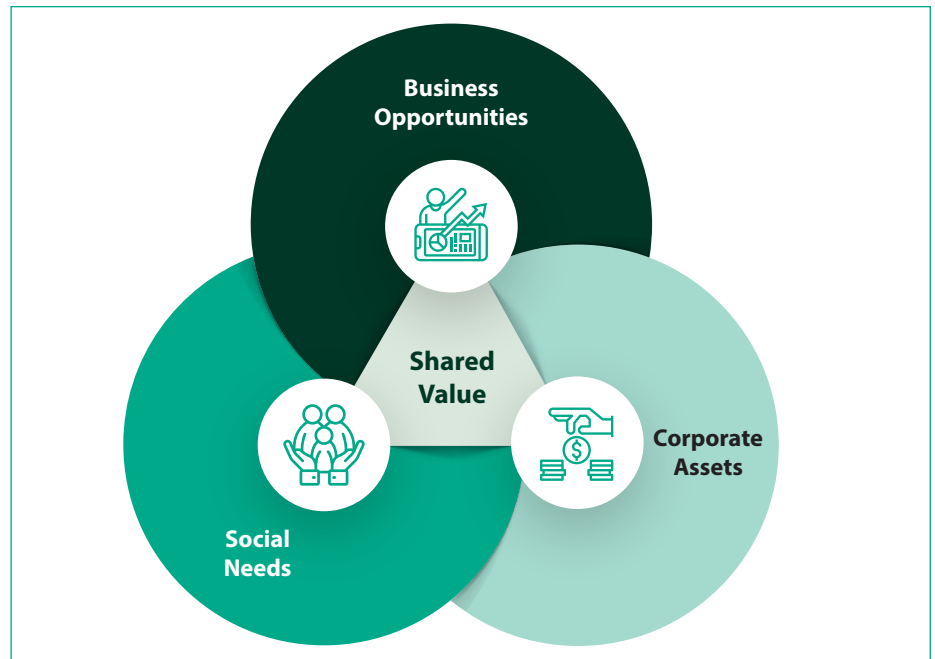 Business
Opportunities
Shared
Value
$
Corporate
Assets
Social
Needs